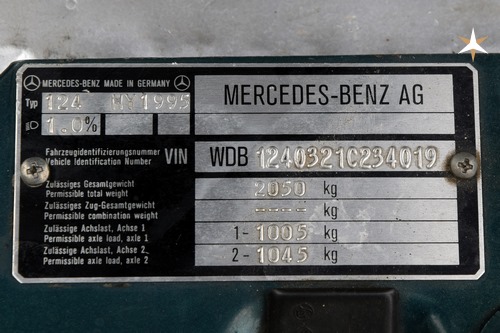 MERCEDES-BENZ MADE IN GERMANY
MERCEDES-BENZ AG
Typ 124 MY1995
1.0%
Fahrzeugidentifizierungsnummer
Vehicle Identification Number VIN WDB 1240321C234019
Zulässiges Gesamtgewicht
Permissible total weight 2050 kg
Zulässiges Zug-Gesamtgewicht
Permissible combination weight ---- kg
Zulässige Achslast, Achse 1
Permissible axle load, axle 1 1- 1005 kg
Zulässige Achslast, Achse 2
Permissible axle load, axle 2 2- 1045 kg